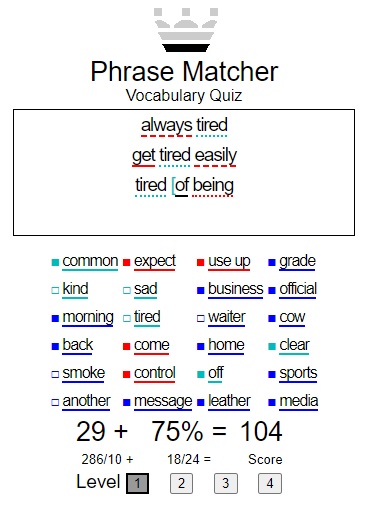 Phrase Matcher
Vocabulary Quiz
always tired
get tired easily
tired [of being
common expect use up grade
kind sad business official
morning tired waiter cow
back come home clear
smoke control off sports
another message leather media
29 + 75% = 104
286/10 + 18/24 = Score
Level 1 2 3 4